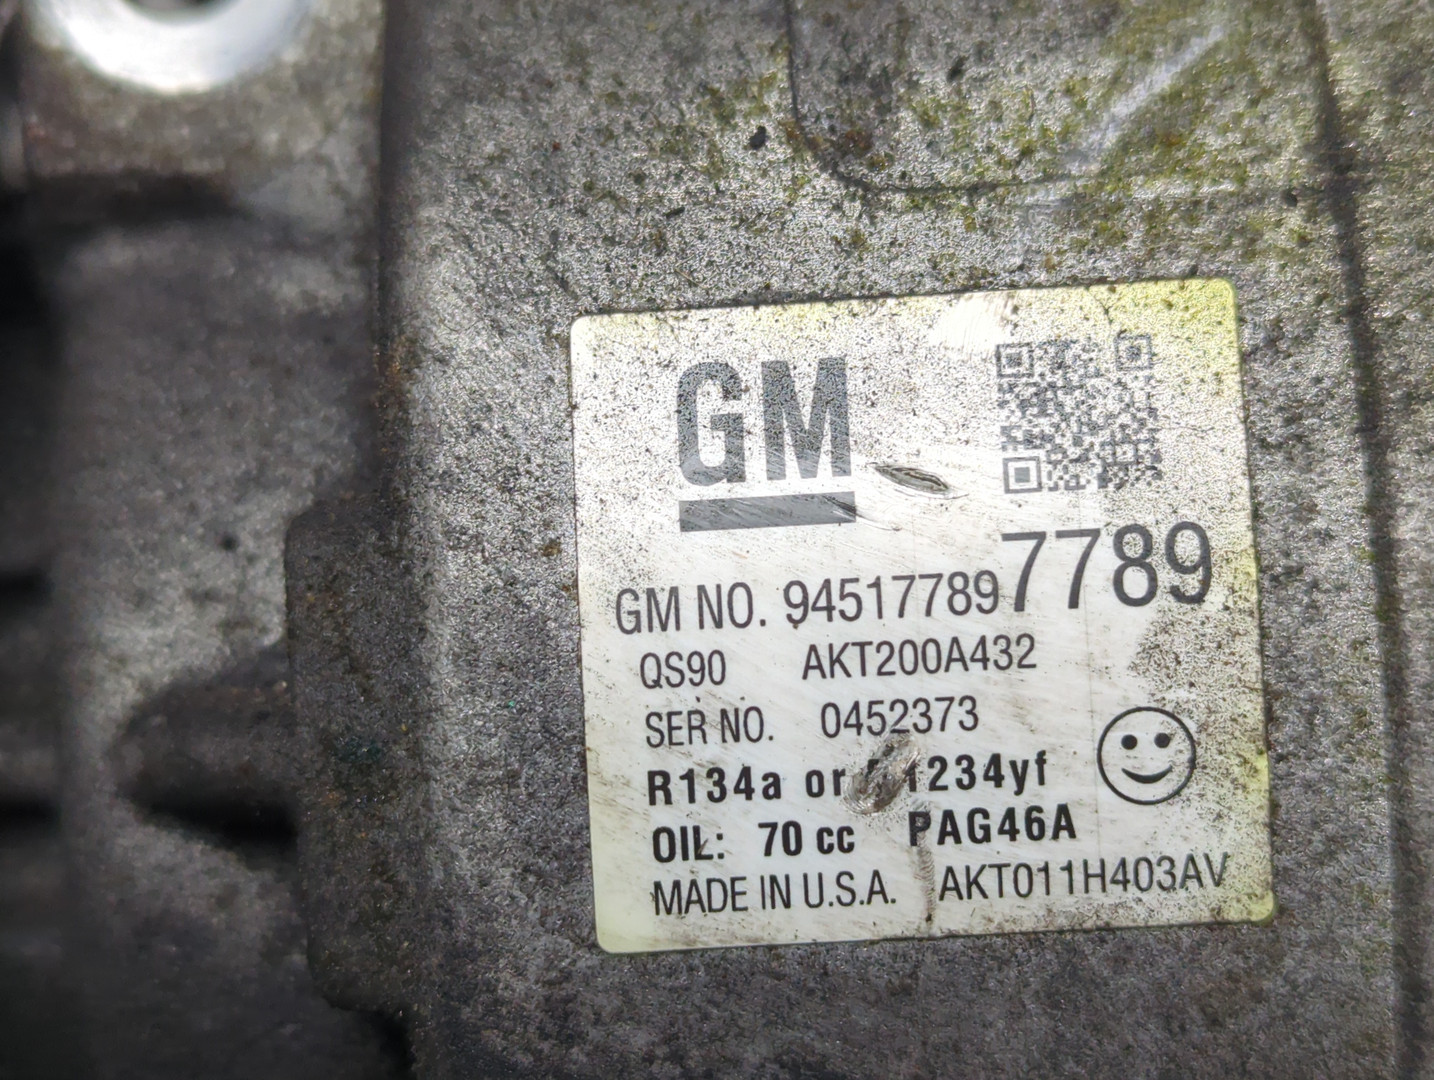 GM
GM NO. 94517789 7789
QS90 AKT200A432
SER NO. 0452373
R134a or R1234yf
OIL: 70 cc PAG46A
MADE IN U.S.A. AKT011H403AV